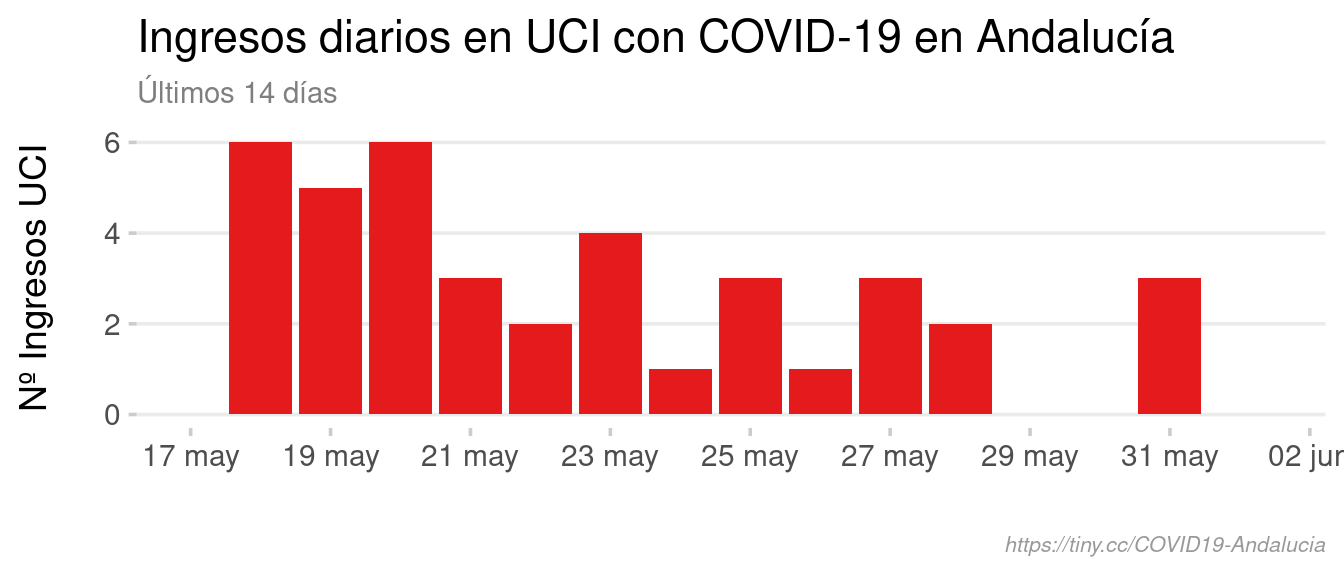 Ingresos diarios en UCI con COVID-19 en Andalucía
Últimos 14 días
Nº Ingresos UCI
6
4
2
0
17 may 19 may 21 may 23 may 25 may 27 may 29 may 31 may 02 jun
https://tiny.cc/COVID19-Andalucia